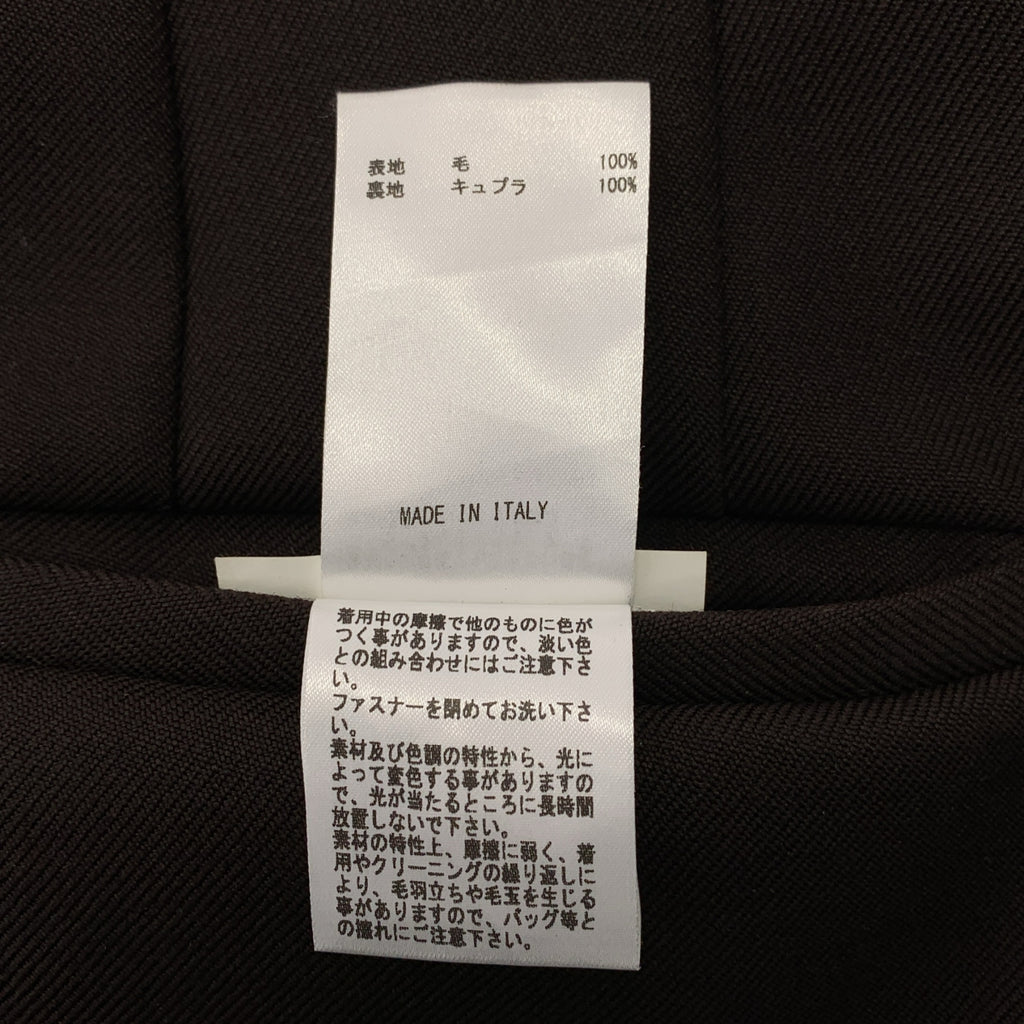 表地 毛 100%
裏地 キュプラ 100%
MADE IN ITALY
着用中の摩擦で他のものに色が
つく事がありますので、淡い色
との組み合わせにはご注意下さ
い。
ファスナーを閉めてお洗い下さ
い。
素材及び色調の特性から、光に
よって変色する事がありますの
で、光が当たるところに長時間
放置しないで下さい。
素材の特性上、摩擦に弱く、着
用やクリーニングの繰り返しに
より、毛羽立ちや毛玉を生じる
事がありますので、バッグ等と
の擦れにご注意下さい。